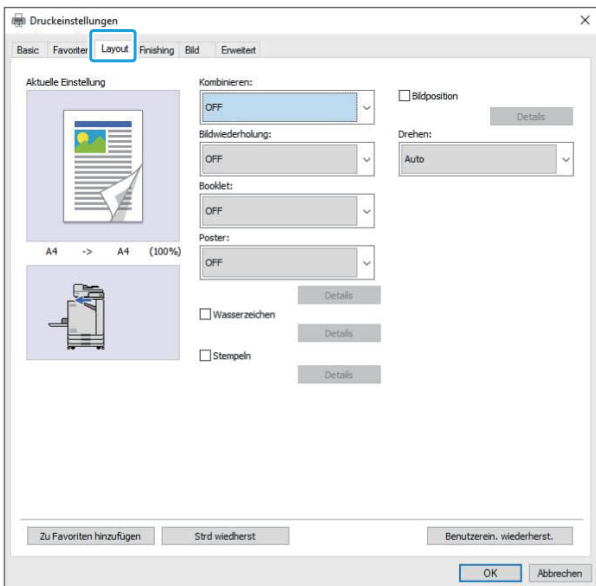 Druckeinstellungen
Basic Favoriten Layout Finishing Bild Erweitert
Aktuelle Einstellung
A4 -> A4 (100%)
Kombinieren:
OFF
Bildwiederholung:
OFF
Booklet:
OFF
Poster:
OFF
Details
Wasserzeichen
Details
Stempeln
Details
Bildposition
Details
Drehen:
Auto
Zu Favoriten hinzufügen Strd wiedherst Benutzerein. wiederherst.
OK Abbrechen